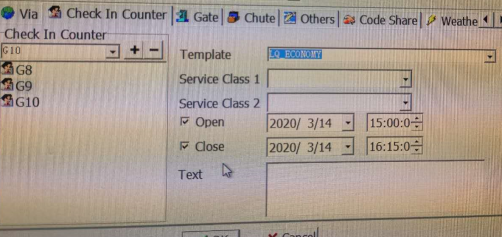 Via Check In Counter Gate Chute Others Code Share Weathe
Check In Counter
G10
G8
G9
G10
Template LQ_ECONOMY
Service Class 1
Service Class 2
Open 2020/ 3/14 15:00:0
Close 2020/ 3/14 16:15:0
Text
Cancel